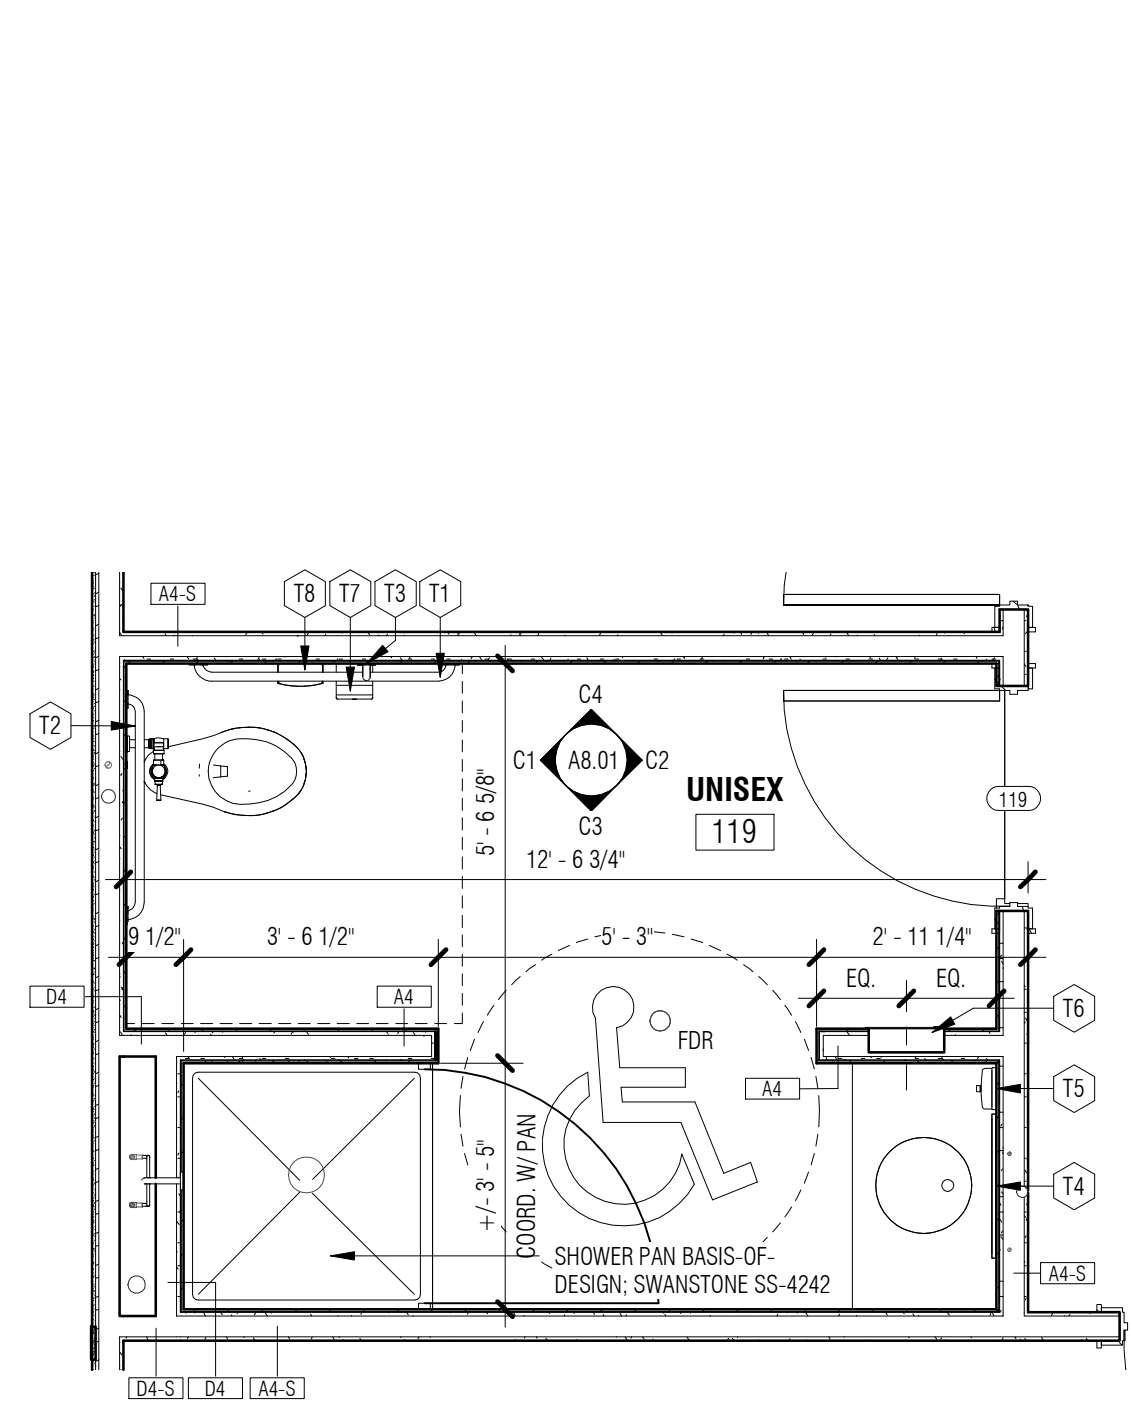 A4-S
T8
T7
T3
T1
T2
C4
C1
A8.01
C2
C3
UNISEX
119
119
5' - 6 5/8"
12' - 6 3/4"
9 1/2"
3' - 6 1/2"
5' - 3"
2' - 11 1/4"
EQ.
EQ.
D4
A4
T6
FDR
A4
T5
+/- 3' - 5"
COORD. W/ PAN
T4
SHOWER PAN BASIS-OF-
DESIGN; SWANSTONE SS-4242
A4-S
D4-S
D4
A4-S